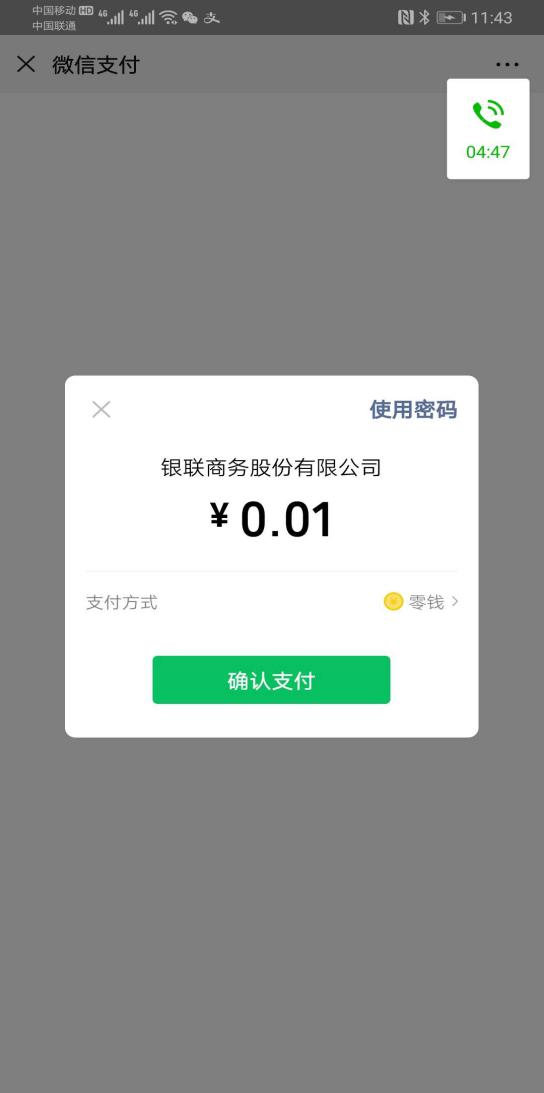 中国移动 HD 4G 4G 11:43
中国联通
微信支付
04:47
使用密码
银联商务股份有限公司
¥ 0.01
支付方式 零钱
确认支付